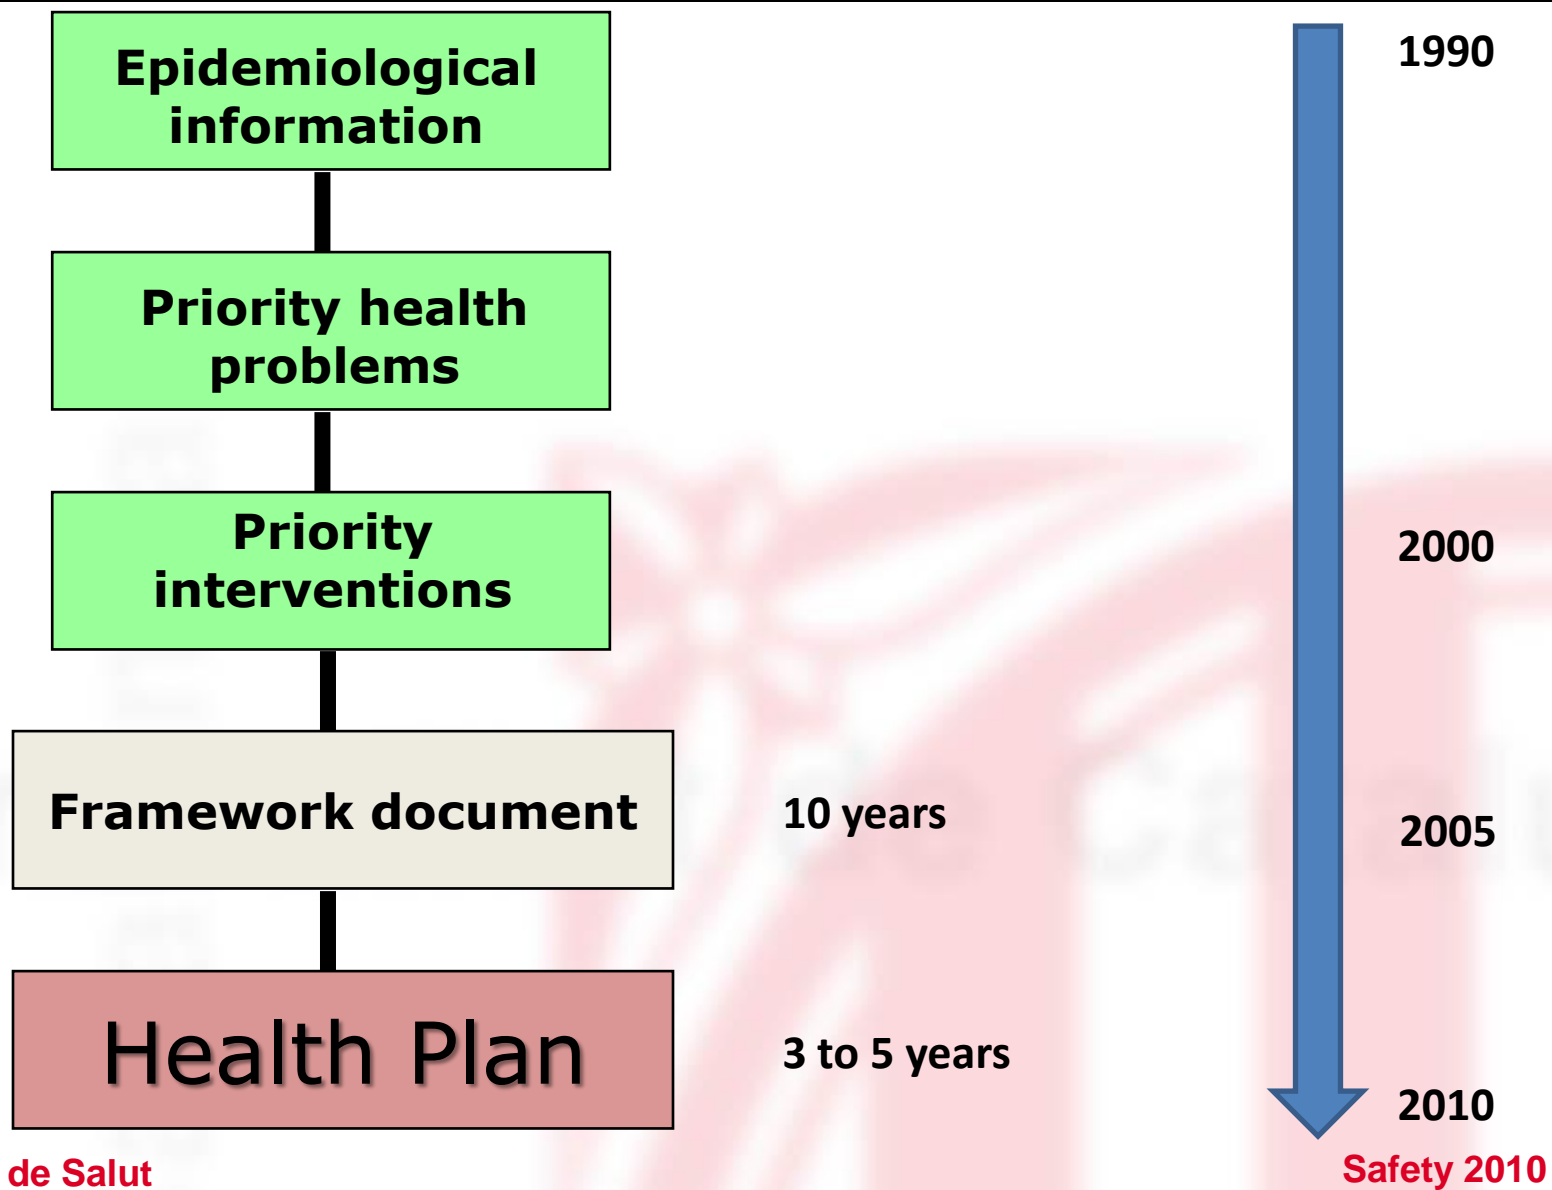 Epidemiological
information
1990
Priority health
problems
Priority
interventions
2000
Framework document
10 years
2005
Health Plan
3 to 5 years
2010
de Salut
Safety 2010